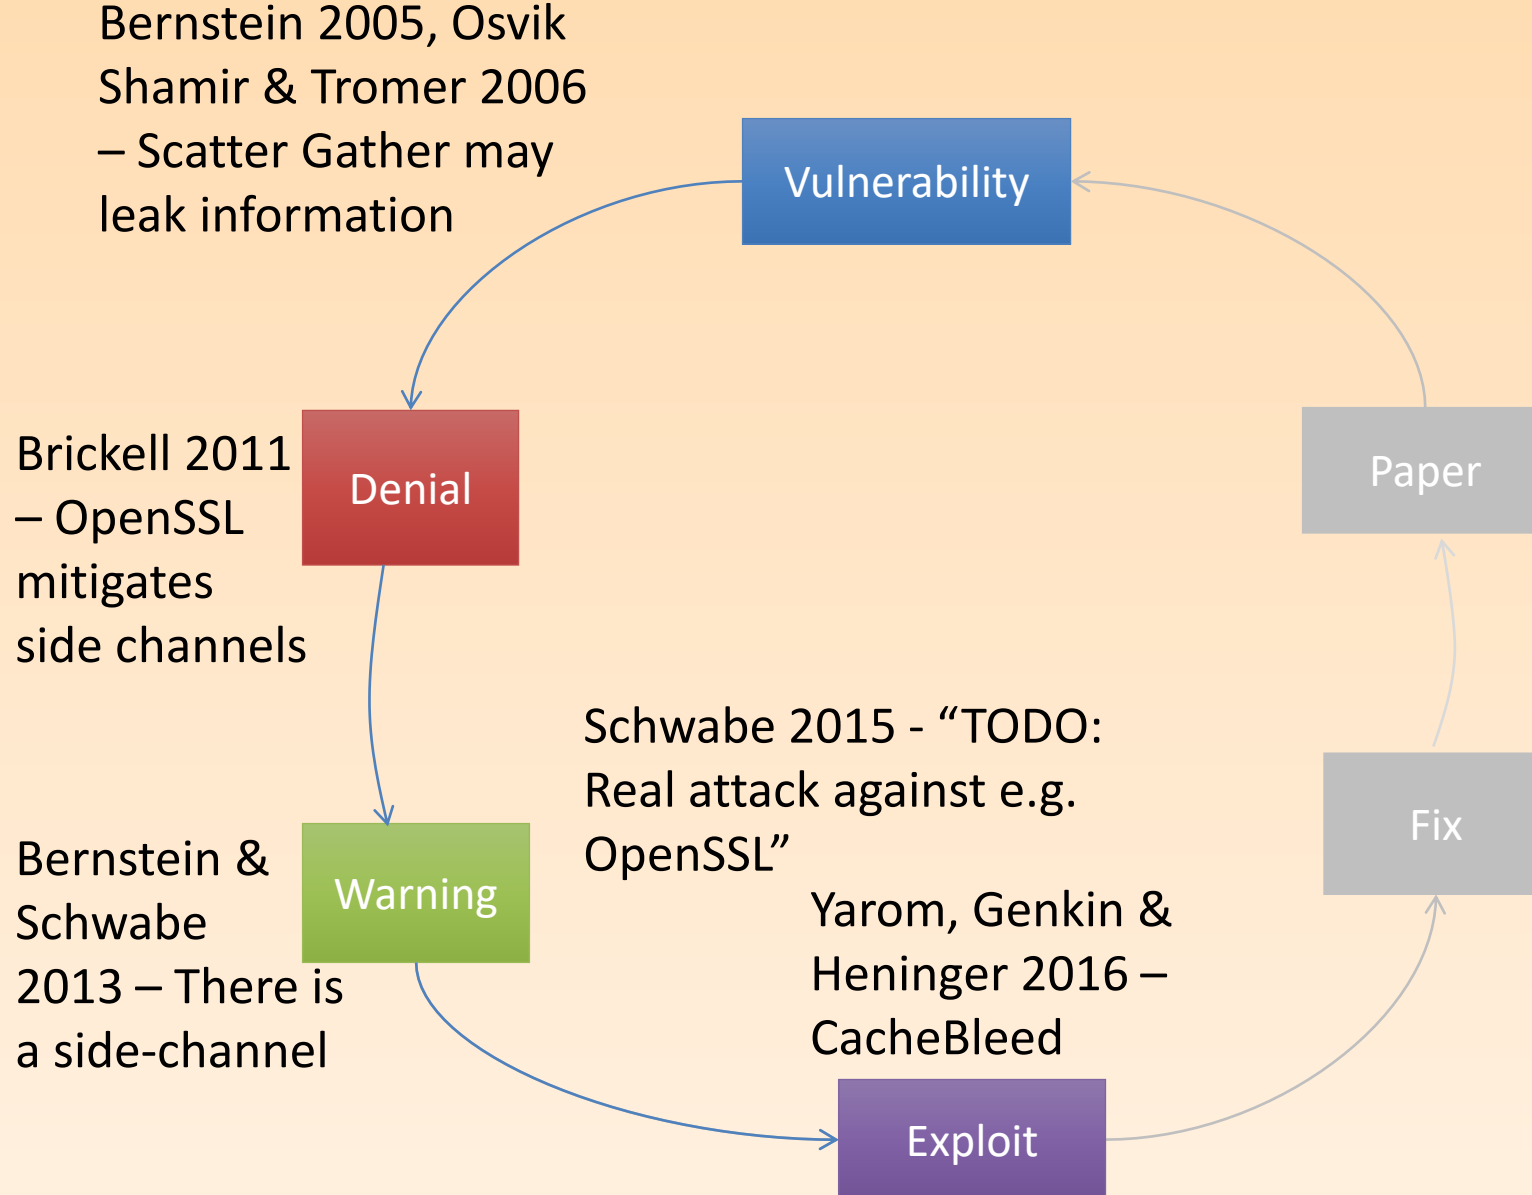 Bernstein 2005, Osvik
Shamir & Tromer 2006
– Scatter Gather may
leak information
Vulnerability
Brickell 2011
– OpenSSL
mitigates
side channels
Denial
Paper
Schwabe 2015 - “TODO:
Real attack against e.g.
OpenSSL”
Fix
Bernstein &
Schwabe
2013 – There is
a side-channel
Warning
Yarom, Genkin &
Heninger 2016 –
CacheBleed
Exploit